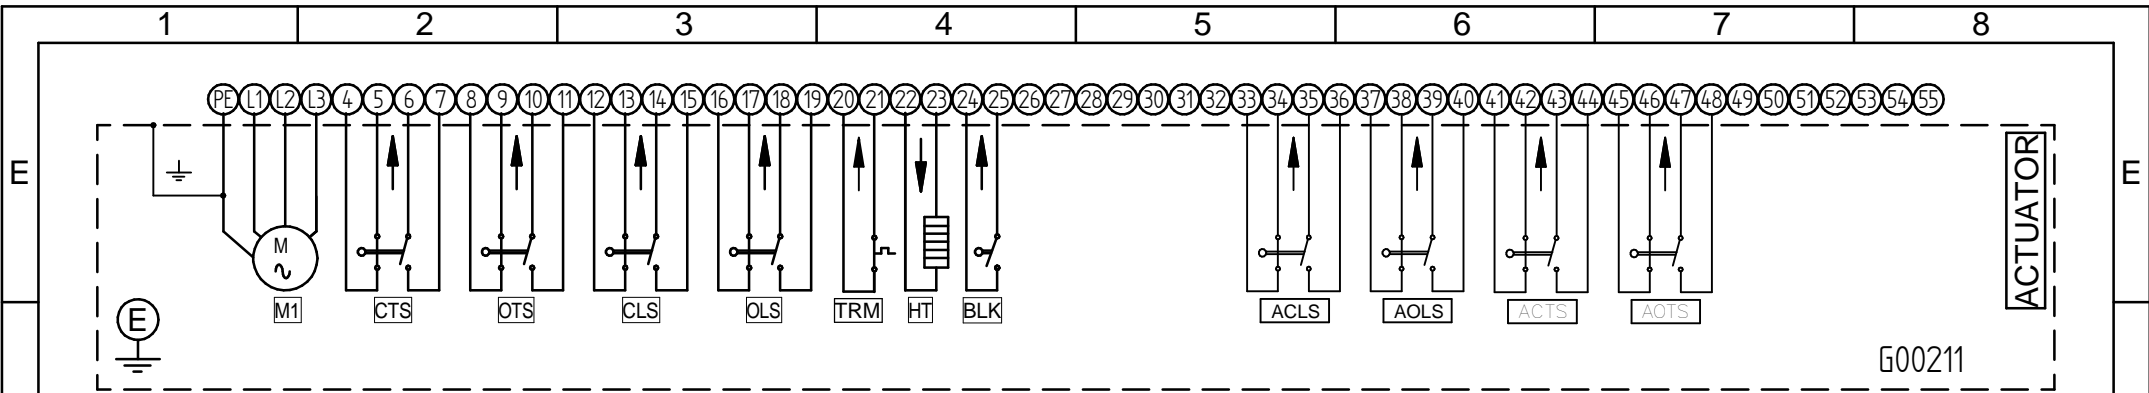 1 2 3 4 5 6 7 8
PE L1 L2 L3 4 5 6 7 8 9 10 11 12 13 14 15 16 17 18 19 20 21 22 23 24 25 26 27 28 29 30 31 32 33 34 35 36 37 38 39 40 41 42 43 44 45 46 47 48 49 50 51 52 53 54 55
E E
ACTUATOR
M
M1 CTS OTS CLS OLS TRM HT BLK ACLS AOLS ACTS AOTS
E
G00211